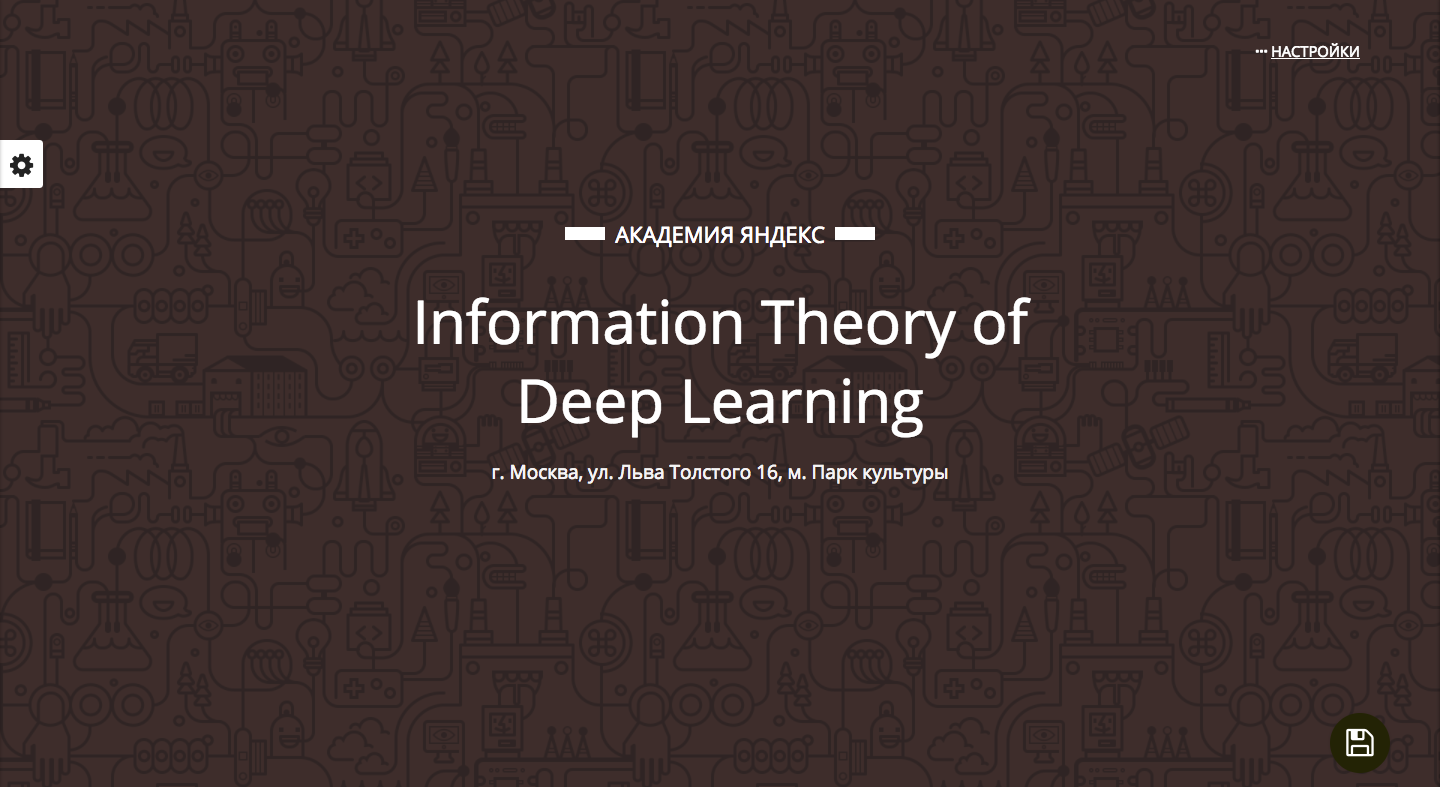 ••• НАСТРОЙКИ
АКАДЕМИЯ ЯНДЕКС
Information Theory of
Deep Learning
г. Москва, ул. Льва Толстого 16, м. Парк культуры